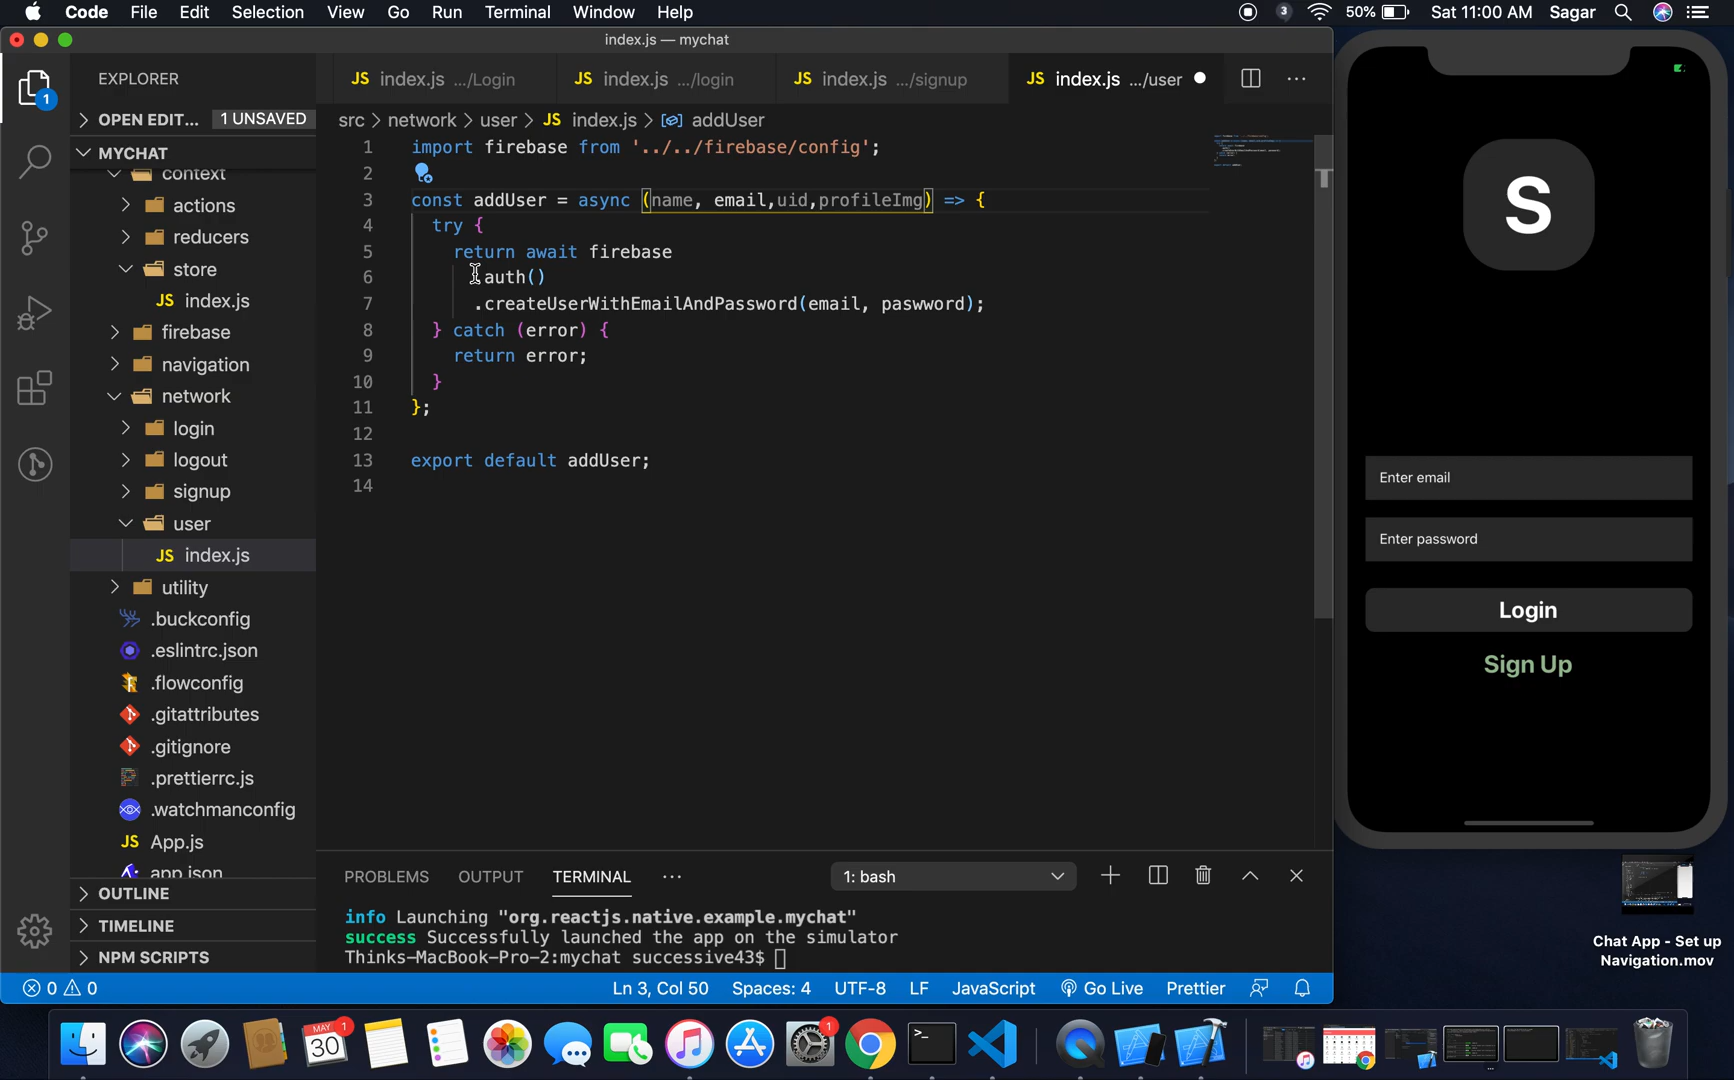 Code File Edit Selection View Go Run Terminal Window Help 3 50% Sat 11:00 AM Sagar
index.js — mychat
EXPLORER
JS index.js .../Login JS index.js .../login JS index.js .../signup JS index.js .../user
1
OPEN EDIT... 1 UNSAVED
src > network > user > JS index.js > addUser
MYCHAT
context
actions
reducers
store
JS index.js
firebase
navigation
network
login
logout
signup
user
JS index.js
utility
.buckconfig
.eslintrc.json
.flowconfig
.gitattributes
.gitignore
.prettierrc.js
.watchmanconfig
JS App.js
app.json
OUTLINE
TIMELINE
NPM SCRIPTS
1 import firebase from '../../firebase/config';
2
3 const addUser = async (name, email,uid,profileImg) => {
4 try {
5 return await firebase
6 .auth()
7 .createUserWithEmailAndPassword(email, paswword);
8 } catch (error) {
9 return error;
10 }
11 };
12
13 export default addUser;
14
PROBLEMS OUTPUT TERMINAL ... 1: bash
info Launching "org.reactjs.native.example.mychat"
success Successfully launched the app on the simulator
Thinks-MacBook-Pro-2:mychat successive43$
0 0 Ln 3, Col 50 Spaces: 4 UTF-8 LF JavaScript Go Live Prettier
S
Enter email
Enter password
Login
Sign Up
Chat App - Set up
Navigation.mov
MAY
30
1
1